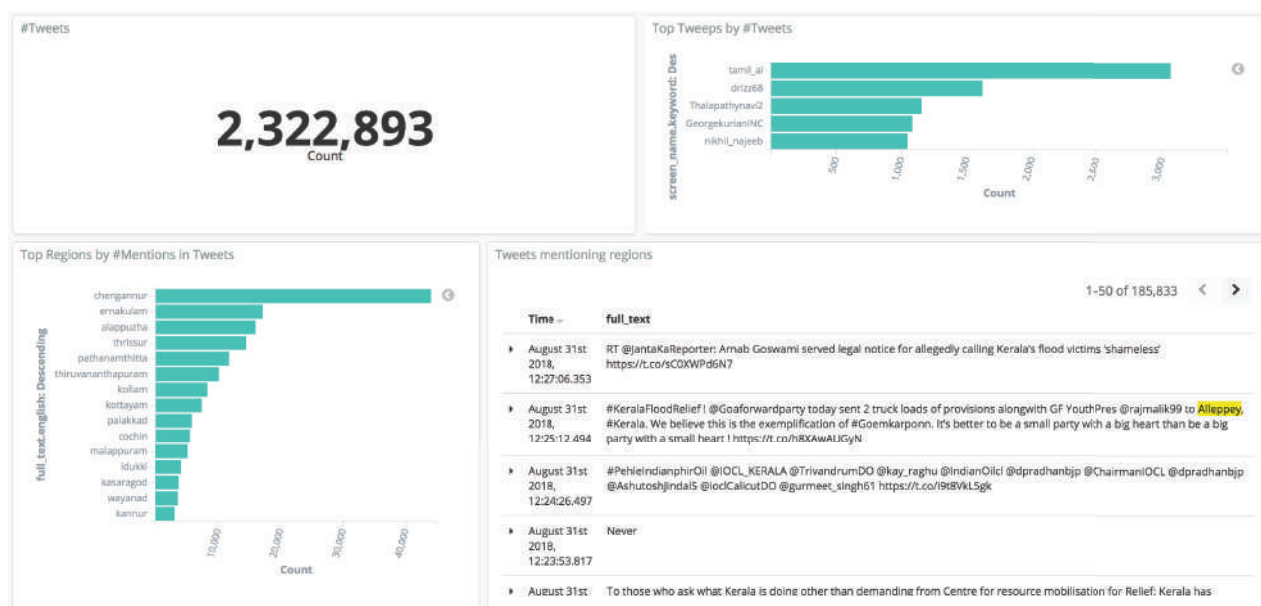 #Tweets
2,322,893
Count
Top Tweeps by #Tweets
screen_name.keyword: Des
tamil_al
drizz68
Thalapathynavi2
GeorgekurianINC
nikhil_najeeb
500
1,000
1,500
2,000
2,500
3,000
Count
Top Regions by #Mentions in Tweets
full_text.english: Descending
chengannur
ernakulam
alappuzha
thrissur
pathanamthitta
thiruvananthapuram
kollam
kottayam
palakkad
cochin
malappuram
idukki
kasaragod
wayanad
kannur
10,000
20,000
30,000
40,000
Count
Tweets mentioning regions
1-50 of 185,833
Time
full_text
August 31st
2018,
12:27:06.353
RT @JantaKaReporter: Arnab Goswami served legal notice for allegedly calling Kerala's flood victims 'shameless'
https://t.co/sC0XWPd6N7
August 31st
2018,
12:25:12.494
#KeralaFloodRelief! @Goaforwardparty today sent 2 truck loads of provisions alongwith GF YouthPres @rajmalik99 to Alleppey,
#Kerala. We believe this is the exemplification of #Goemkarponn. It's better to be a small party with a big heart than be a big
party with a small heart ! https://t.co/h8XAwAUGyN
August 31st
2018,
12:24:26.497
#PehleIndianphirOil @IOCL_KERALA @TrivandrumDO @kay_raghu @IndianOilcl @dpradhanbjp @ChairmanIOCL @dpradhanbjp
@AshutoshJindalS @ioclCalicutDO @gurmeet_singh61 https://t.co/i9t8VkL5gk
August 31st
2018,
12:23:53.817
Never
August 31st
To those who ask what Kerala is doing other than demanding from Centre for resource mobilisation for Relief: Kerala has